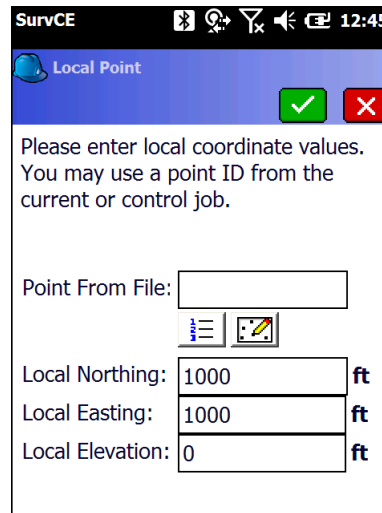 SurvCE 12:45
Local Point
Please enter local coordinate values.
You may use a point ID from the
current or control job.
Point From File:
Local Northing: 1000 ft
Local Easting: 1000 ft
Local Elevation: 0 ft